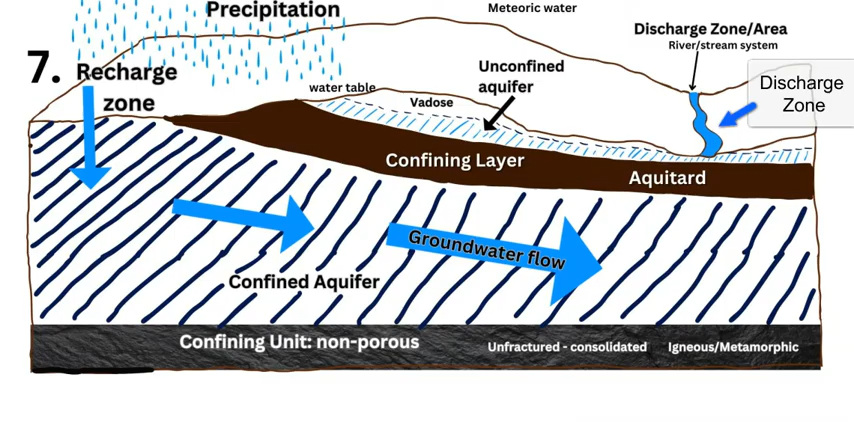 Precipitation
Meteoric water
Discharge Zone/Area
River/stream system
7.
Recharge
zone
Unconfined
aquifer
Discharge
Zone
water table
Vadose
Confining Layer
Aquitard
Groundwater flow
Confined Aquifer
Confining Unit: non-porous
Unfractured - consolidated
Igneous/Metamorphic